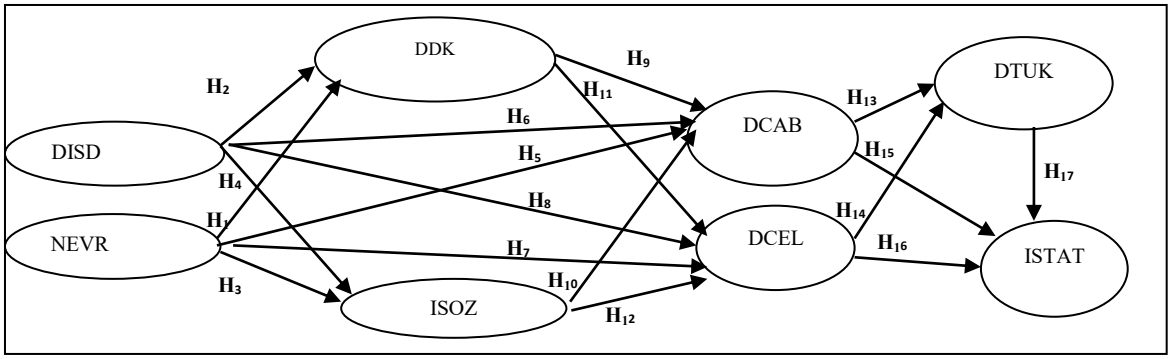 DDK
H₉
DTUK
H₂
H₁₁
H₁₃
H₆
DCAB
DISD
H₅
H₁₅
H₄
H₁₇
H₈
H₁
H₁₄
NEVR
DCEL
H₇
H₁₆
ISTAT
H₃
H₁₀
ISOZ
H₁₂